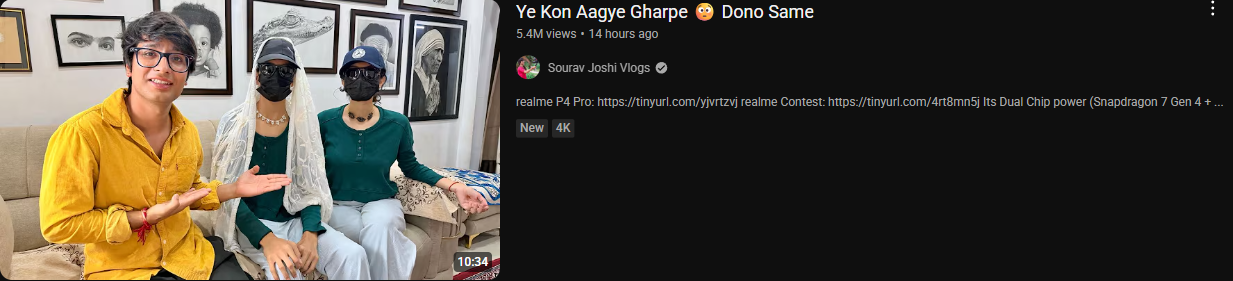 Ye Kon Aagye Gharpe 😳 Dono Same
5.4M views • 14 hours ago
Sourav Joshi Vlogs
realme P4 Pro: https://tinyurl.com/yjvrtzvj realme Contest: https://tinyurl.com/4rt8mn5j Its Dual Chip power (Snapdragon 7 Gen 4 + ...
New 4K
10:34